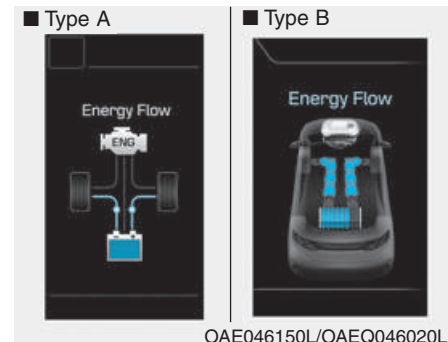 ■ Type A
Energy Flow
ENG
■ Type B
Energy Flow
OAE046150L/OAEQ046020L